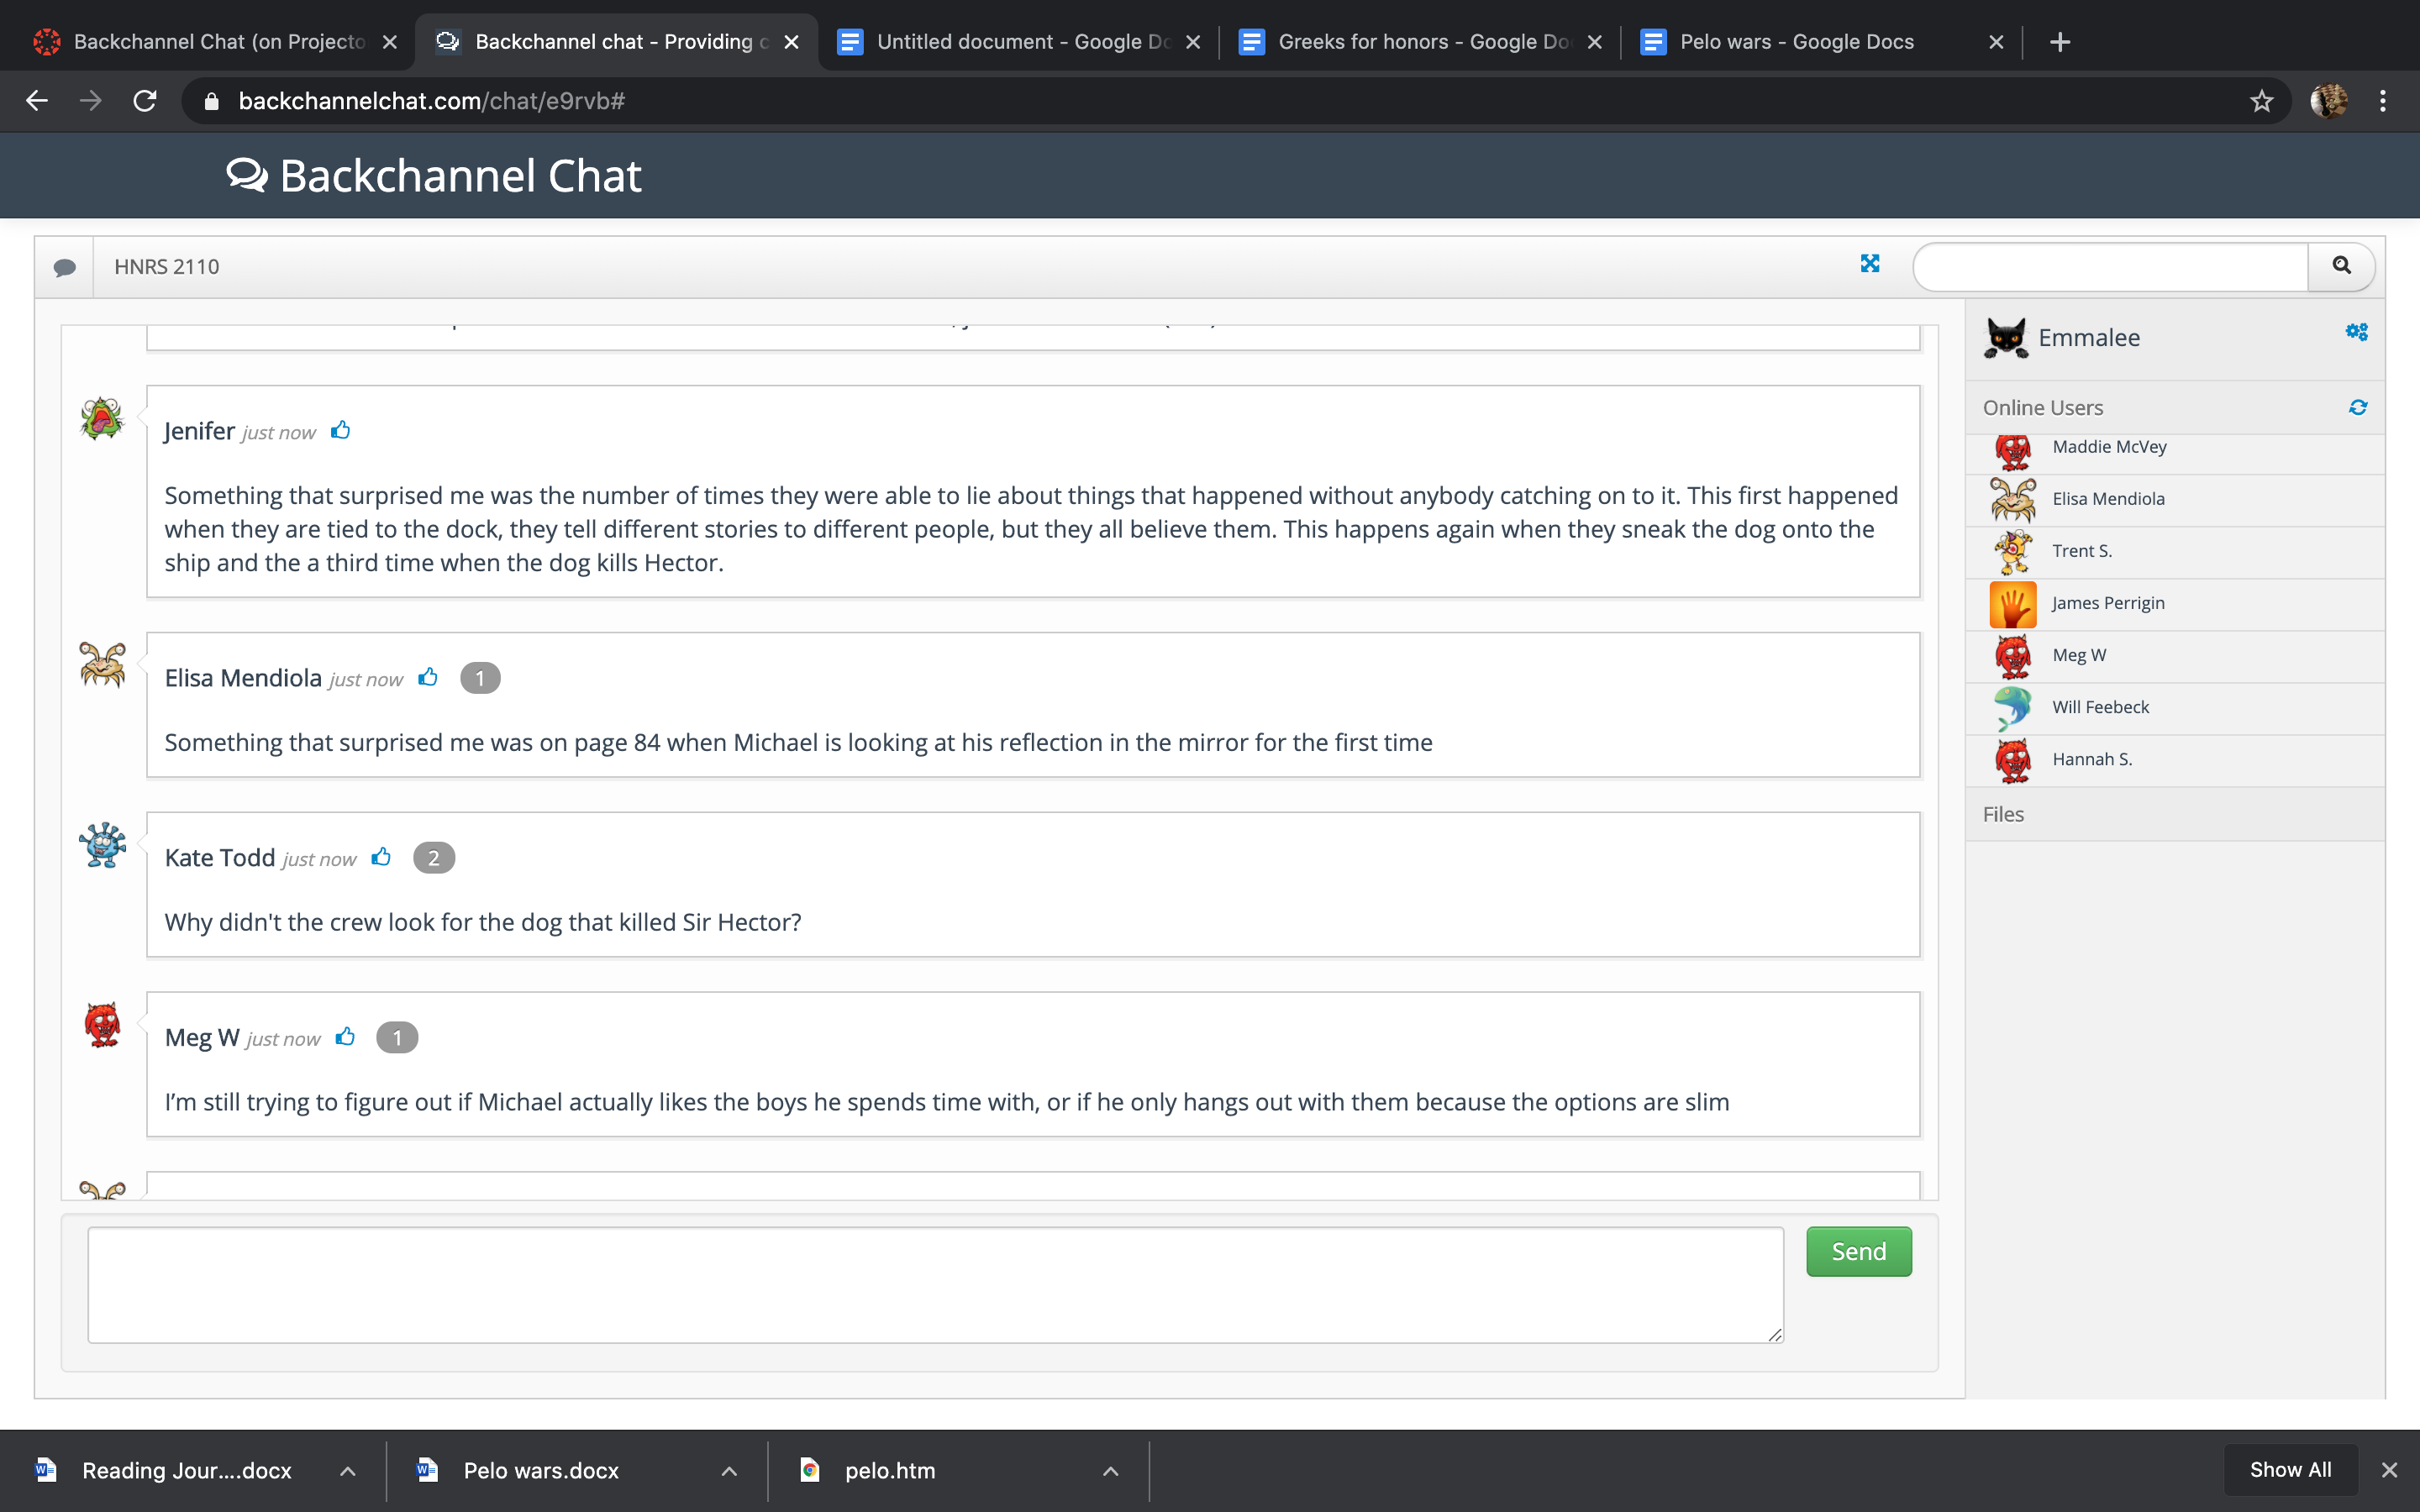 Backchannel Chat (on Projecto
Backchannel chat - Providing c
Untitled document - Google Do
Greeks for honors - Google Do
Pelo wars - Google Docs
backchannelchat.com/chat/e9rvb#
Backchannel Chat
HNRS 2110
Jenifer just now
Something that surprised me was the number of times they were able to lie about things that happened without anybody catching on to it. This first happened
when they are tied to the dock, they tell different stories to different people, but they all believe them. This happens again when they sneak the dog onto the
ship and the a third time when the dog kills Hector.
Elisa Mendiola just now 1
Something that surprised me was on page 84 when Michael is looking at his reflection in the mirror for the first time
Kate Todd just now 2
Why didn't the crew look for the dog that killed Sir Hector?
Meg W just now 1
I'm still trying to figure out if Michael actually likes the boys he spends time with, or if he only hangs out with them because the options are slim
Send
Emmalee
Online Users
Maddie McVey
Elisa Mendiola
Trent S.
James Perrigin
Meg W
Will Feebeck
Hannah S.
Files
Reading Jour....docx
Pelo wars.docx
pelo.htm
Show All